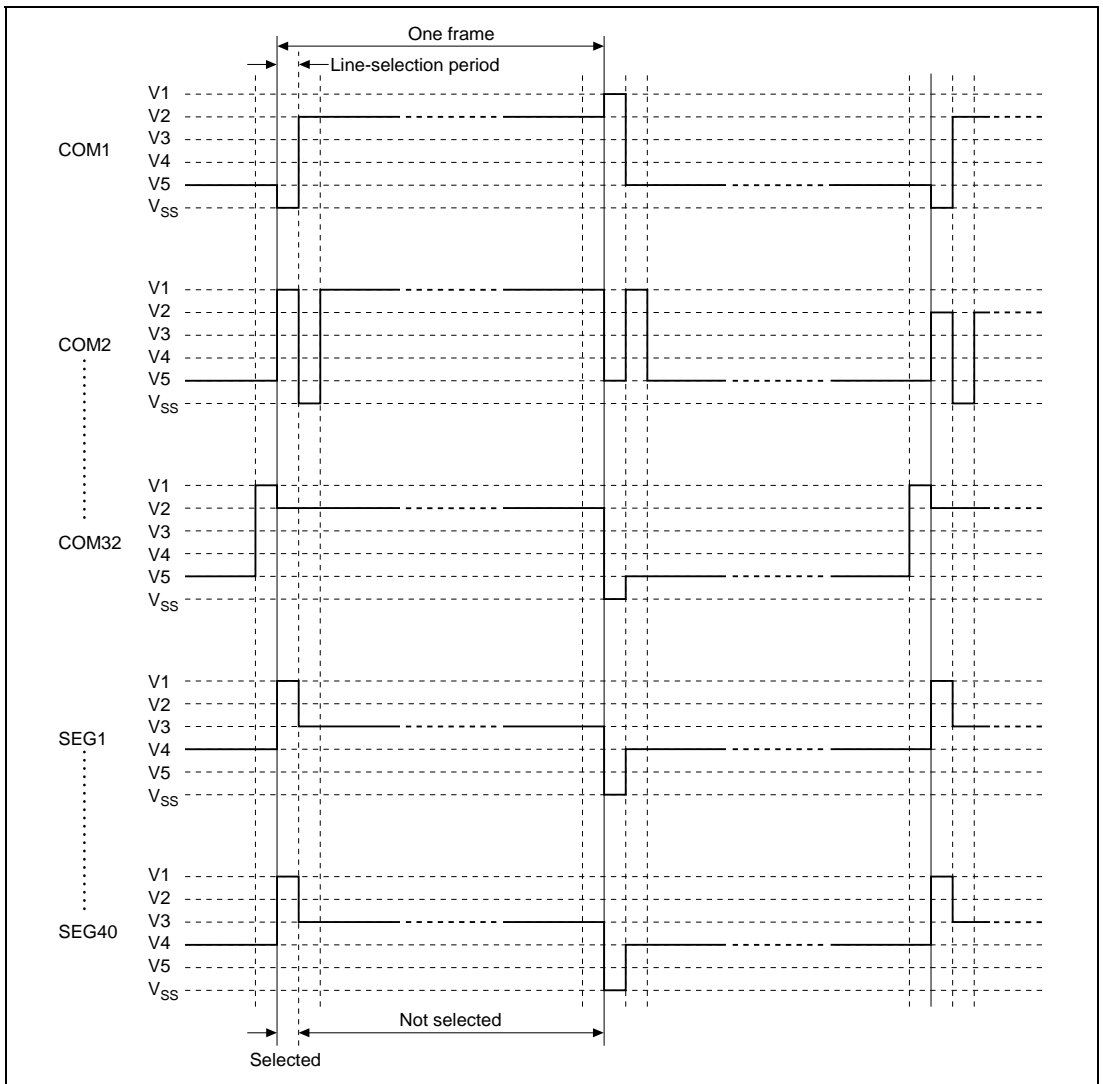 One frame
Line-selection period
COM1
V1
V2
V3
V4
V5
VSS
COM2
V1
V2
V3
V4
V5
VSS
COM32
V1
V2
V3
V4
V5
VSS
SEG1
V1
V2
V3
V4
V5
VSS
SEG40
V1
V2
V3
V4
V5
VSS
Not selected
Selected